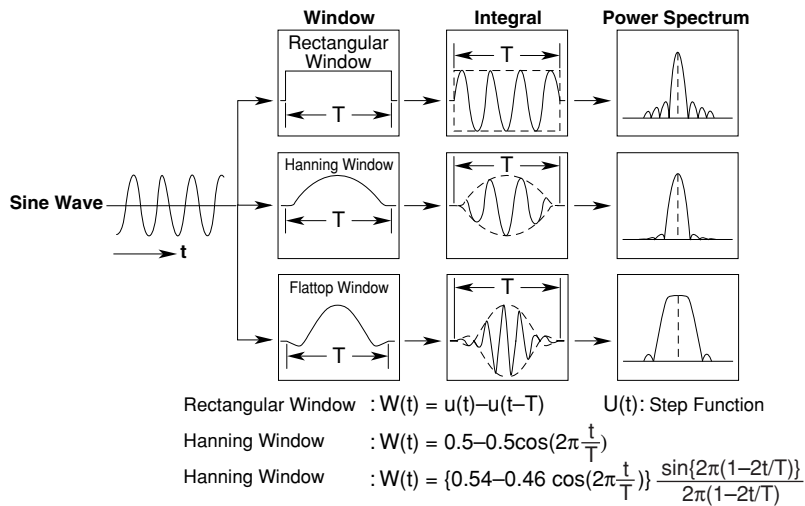 Window Integral Power Spectrum
Rectangular
Window
T
T
Hanning Window
T
T
Sine Wave
t
Flattop Window
T
T
Rectangular Window : W(t) = u(t)–u(t–T) U(t): Step Function
Hanning Window : W(t) = 0.5–0.5cos(2π t/T)
Hanning Window : W(t) = {0.54–0.46 cos(2π t/T)} sin{2π(1–2t/T)} / 2π(1–2t/T)